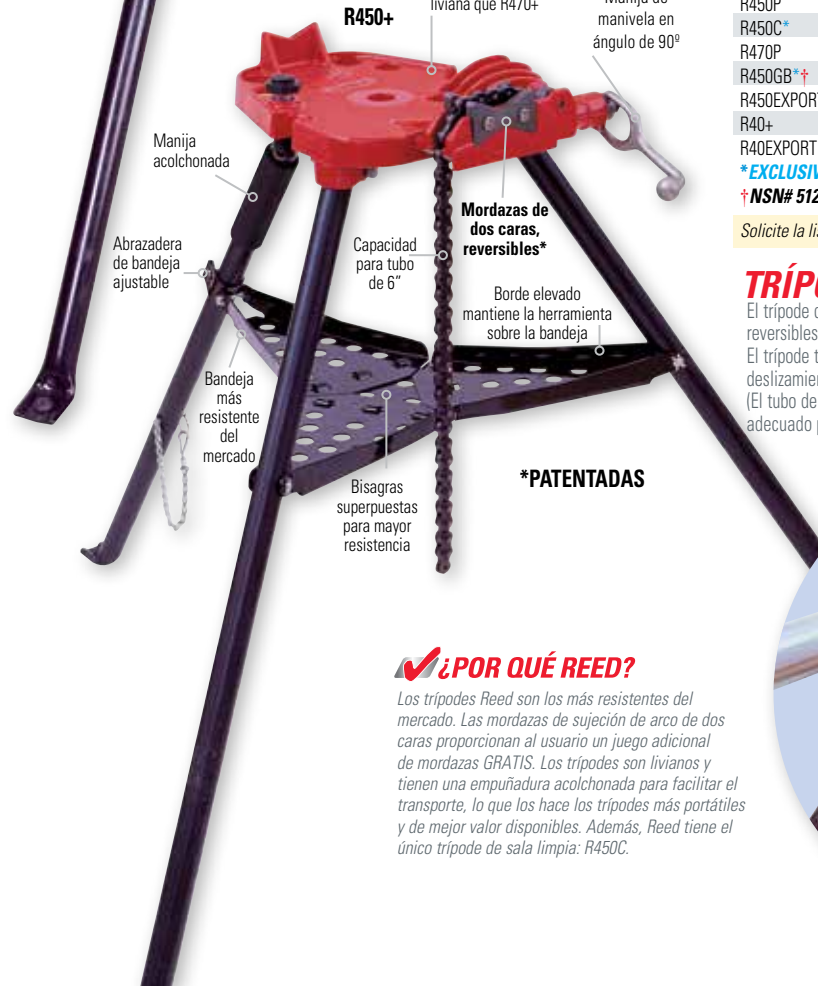 R450+
liviana que R470+
Manija de
manivela en
ángulo de 90º
Manija
acolchonada
Abrazadera
de bandeja
ajustable
Capacidad
para tubo
de 6”
Mordazas de
dos caras,
reversibles*
Borde elevado
mantiene la herramienta
sobre la bandeja
Bandeja
más
resistente
del
mercado
Bisagras
superpuestas
para mayor
resistencia
*PATENTADAS
¿POR QUÉ REED?
Los trípodes Reed son los más resistentes del
mercado. Las mordazas de sujeción de arco de dos
caras proporcionan al usuario un juego adicional
de mordazas GRATIS. Los trípodes son livianos y
tienen una empuñadura acolchonada para facilitar el
transporte, lo que los hace los trípodes más portátiles
y de mejor valor disponibles. Además, Reed tiene el
único trípode de sala limpia: R450C.
R450P
R450C*
R470P
R450GB*†
R450EXPORT
R40+
R40EXPORT
*EXCLUSIV
†NSN# 512
Solicite la li
TRÍPO
El trípode
reversibles
El trípode t
deslizamien
(El tubo de
adecuado p